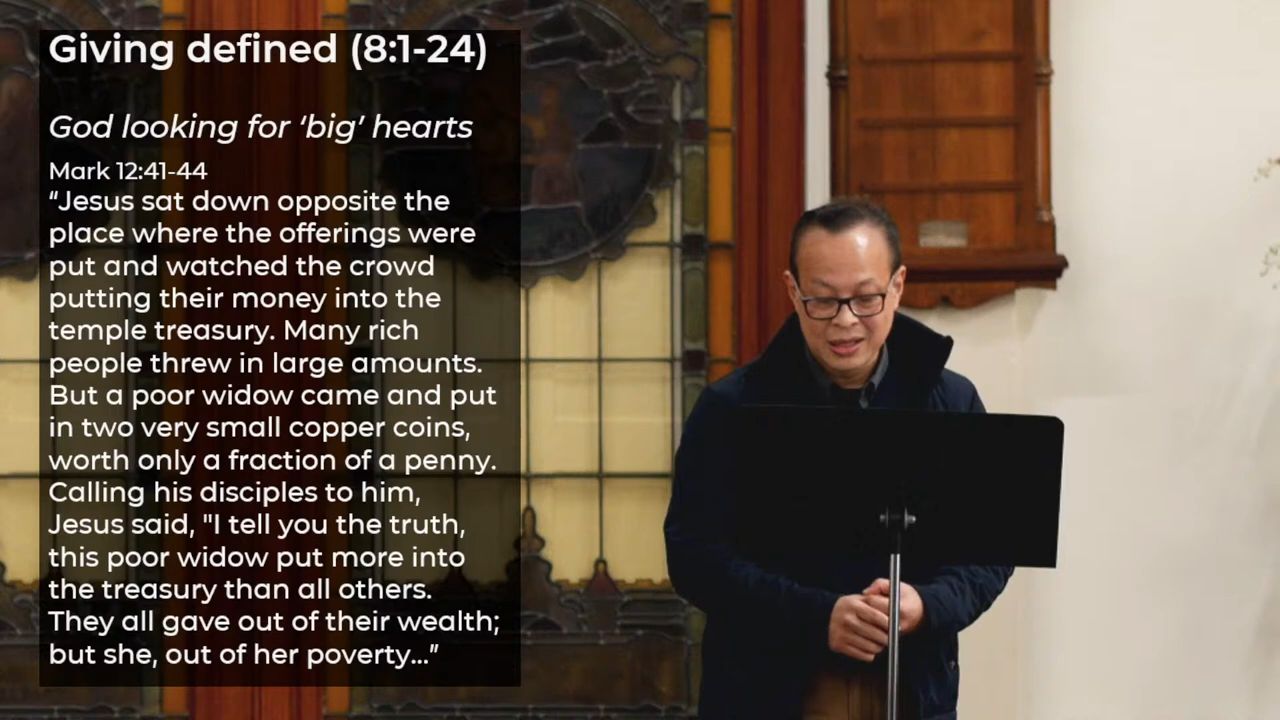 Giving defined (8:1-24)
God looking for ‘big’ hearts
Mark 12:41-44
“Jesus sat down opposite the
place where the offerings were
put and watched the crowd
putting their money into the
temple treasury. Many rich
people threw in large amounts.
But a poor widow came and put
in two very small copper coins,
worth only a fraction of a penny.
Calling his disciples to him,
Jesus said, "I tell you the truth,
this poor widow put more into
the treasury than all others.
They all gave out of their wealth;
but she, out of her poverty...”